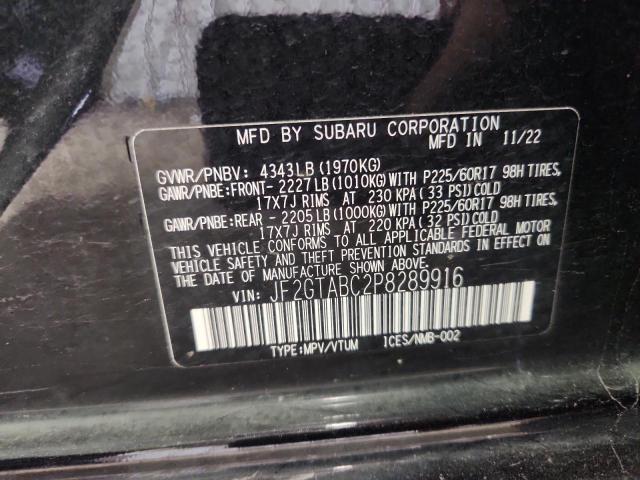 MFD BY SUBARU CORPORATION
MFD IN 11/22
GVWR/PNBV: 4343LB(1970KG)
GAWR/PNBE:FRONT-2227LB(1010KG)WITH P225/60R17 98H TIRES,
17X7J RIMS AT 230 KPA(33 PSI)COLD
GAWR/PNBE:REAR -2205LB(1000KG)WITH P225/60R17 98H TIRES,
17X7J RIMS AT 220 KPA(32 PSI)COLD
THIS VEHICLE CONFORMS TO ALL APPLICABLE FEDERAL MOTOR
VEHICLE SAFETY AND THEFT PREVENTION STANDARDS IN EFFECT ON
THE DATE OF MANUFACTURE SHOWN ABOVE.
VIN: JF2GTABC2P8289916
TYPE:MPV/VTUM ICES/NMB-002